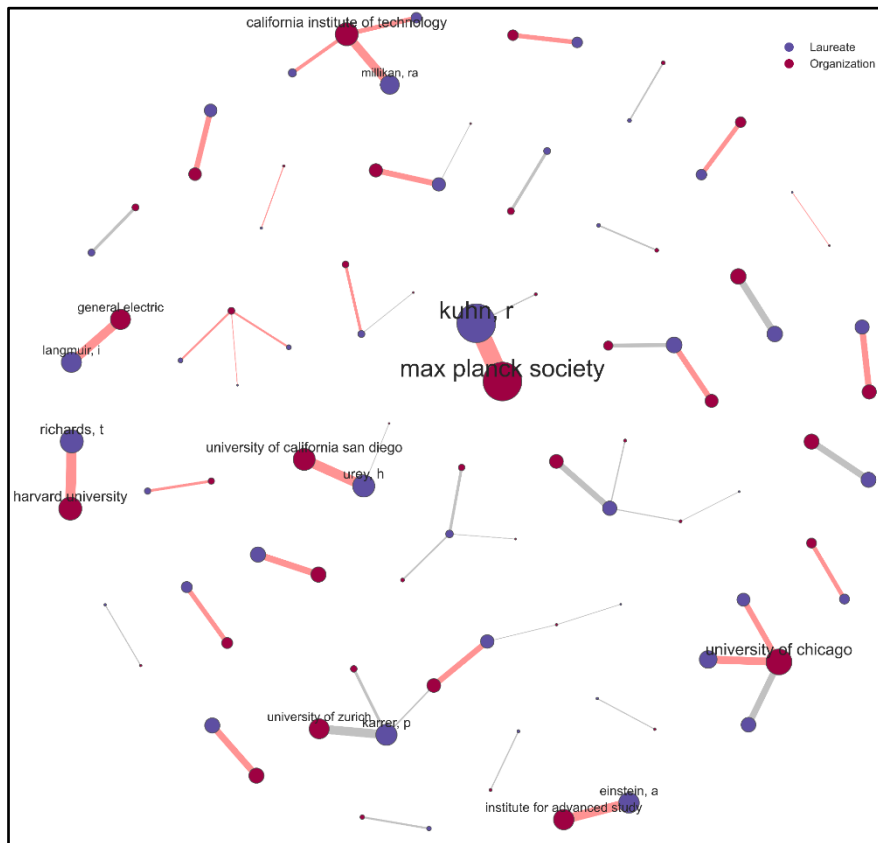 california institute of technology
Laureate
Organization
millikan, ra
general electric
kuhn, r
langmuir, i
max planck society
richards, t
university of california san diego
urey, h
harvard university
university of chicago
university of zurich
karrer, p
einstein, a
institute for advanced study